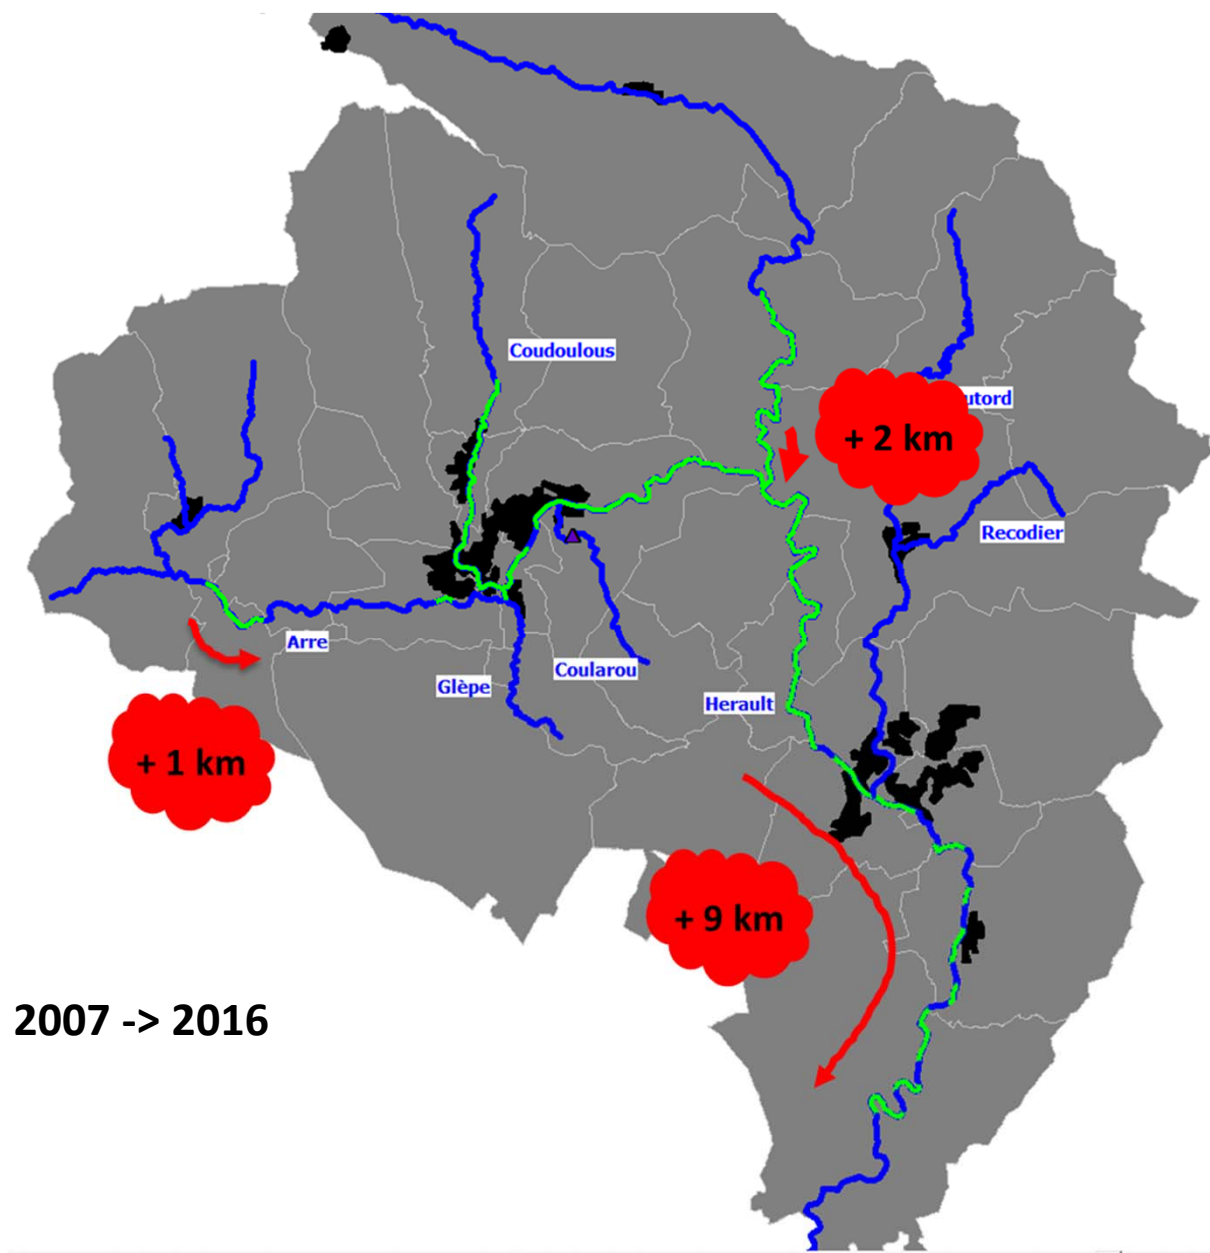 Coudoulous
utord
+ 2 km
Recodier
Arre
Coularou
Glèpe
Herault
+ 1 km
+ 9 km
2007 -> 2016